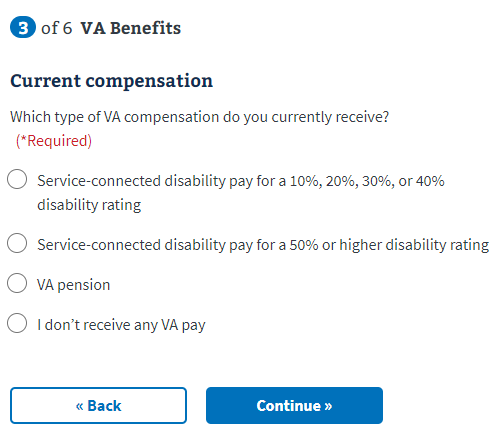 3 of 6 VA Benefits
Current compensation
Which type of VA compensation do you currently receive?
(*Required)
Service-connected disability pay for a 10%, 20%, 30%, or 40%
disability rating
Service-connected disability pay for a 50% or higher disability rating
VA pension
I don’t receive any VA pay
« Back
Continue »